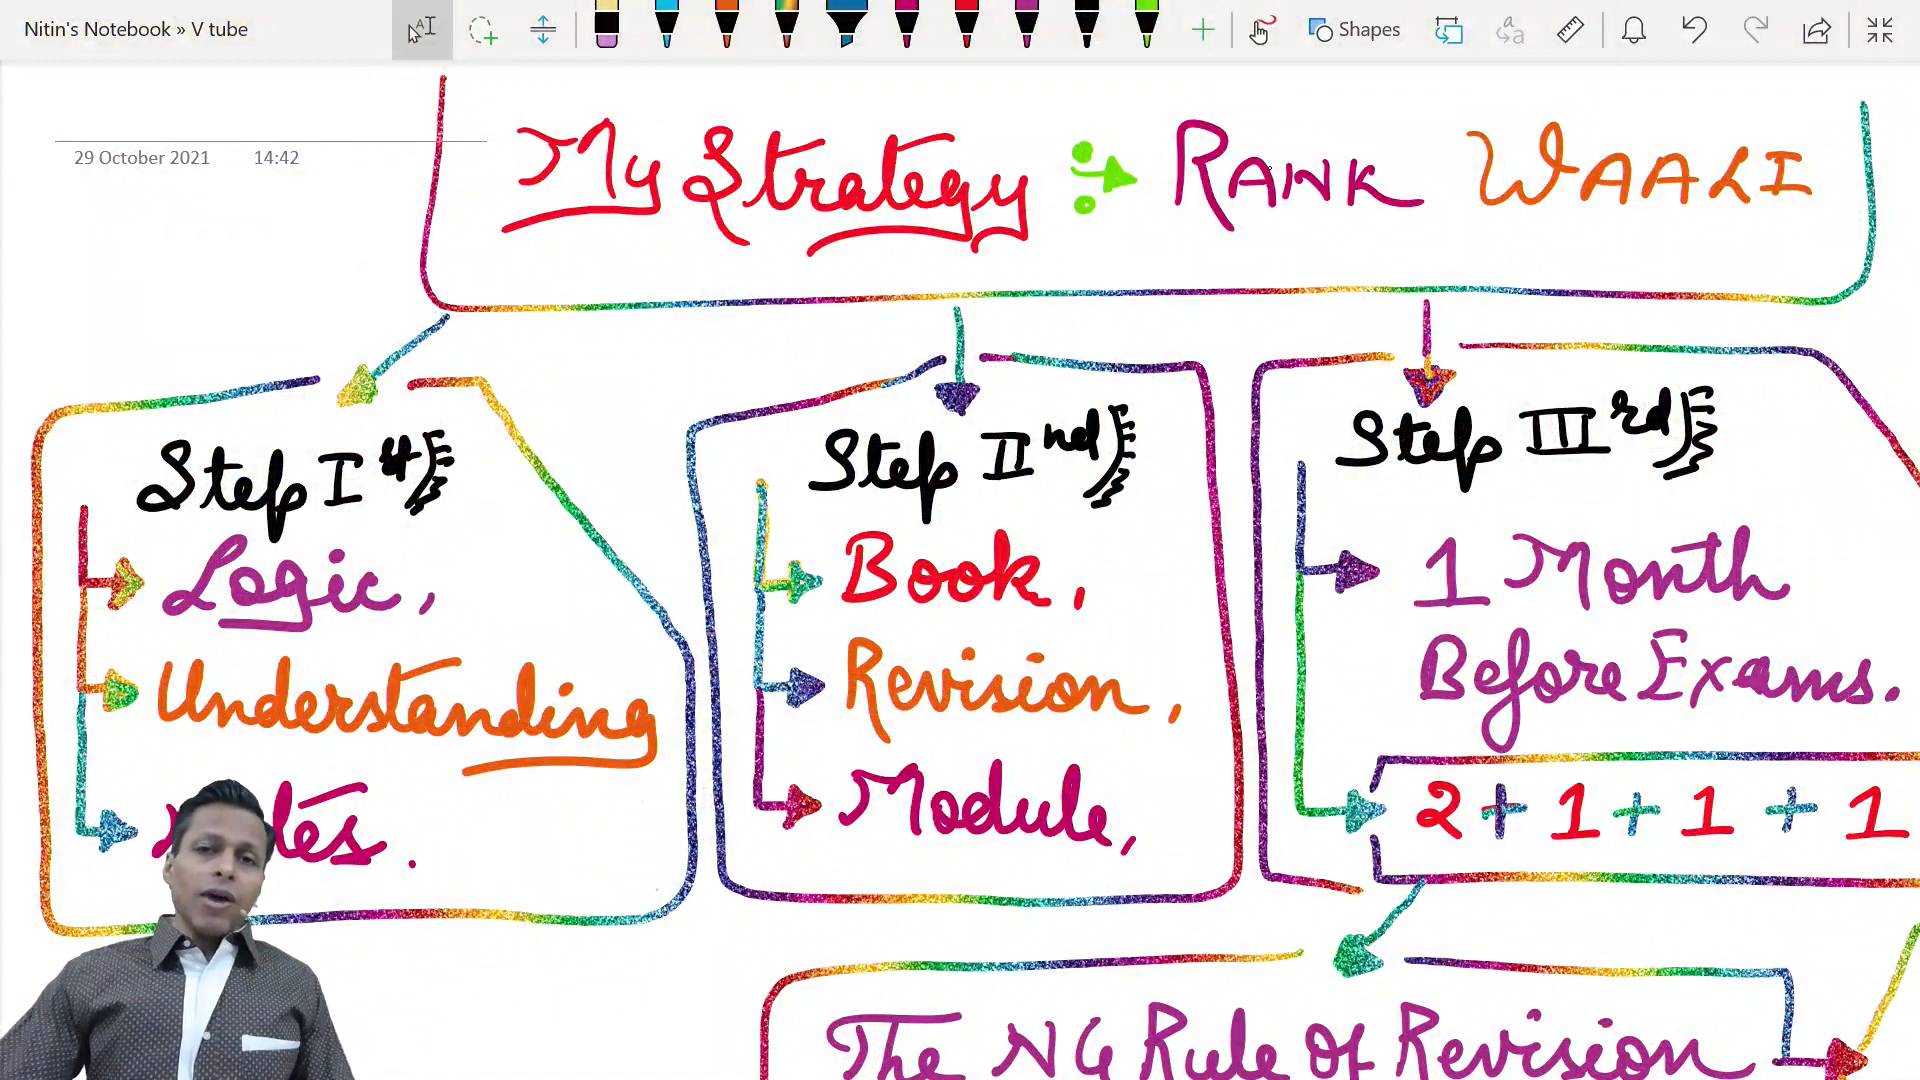 Nitin's Notebook » V tube
Shapes
29 October 2021 14:42
My Strategy :→ RANK WAALI
Step I st
Logic,
Understanding
Notes.
Step II nd
Book,
Revision,
Module,
Step III rd
1 Month
Before Exams.
2 + 1 + 1 + 1
The NG Rule of Revision